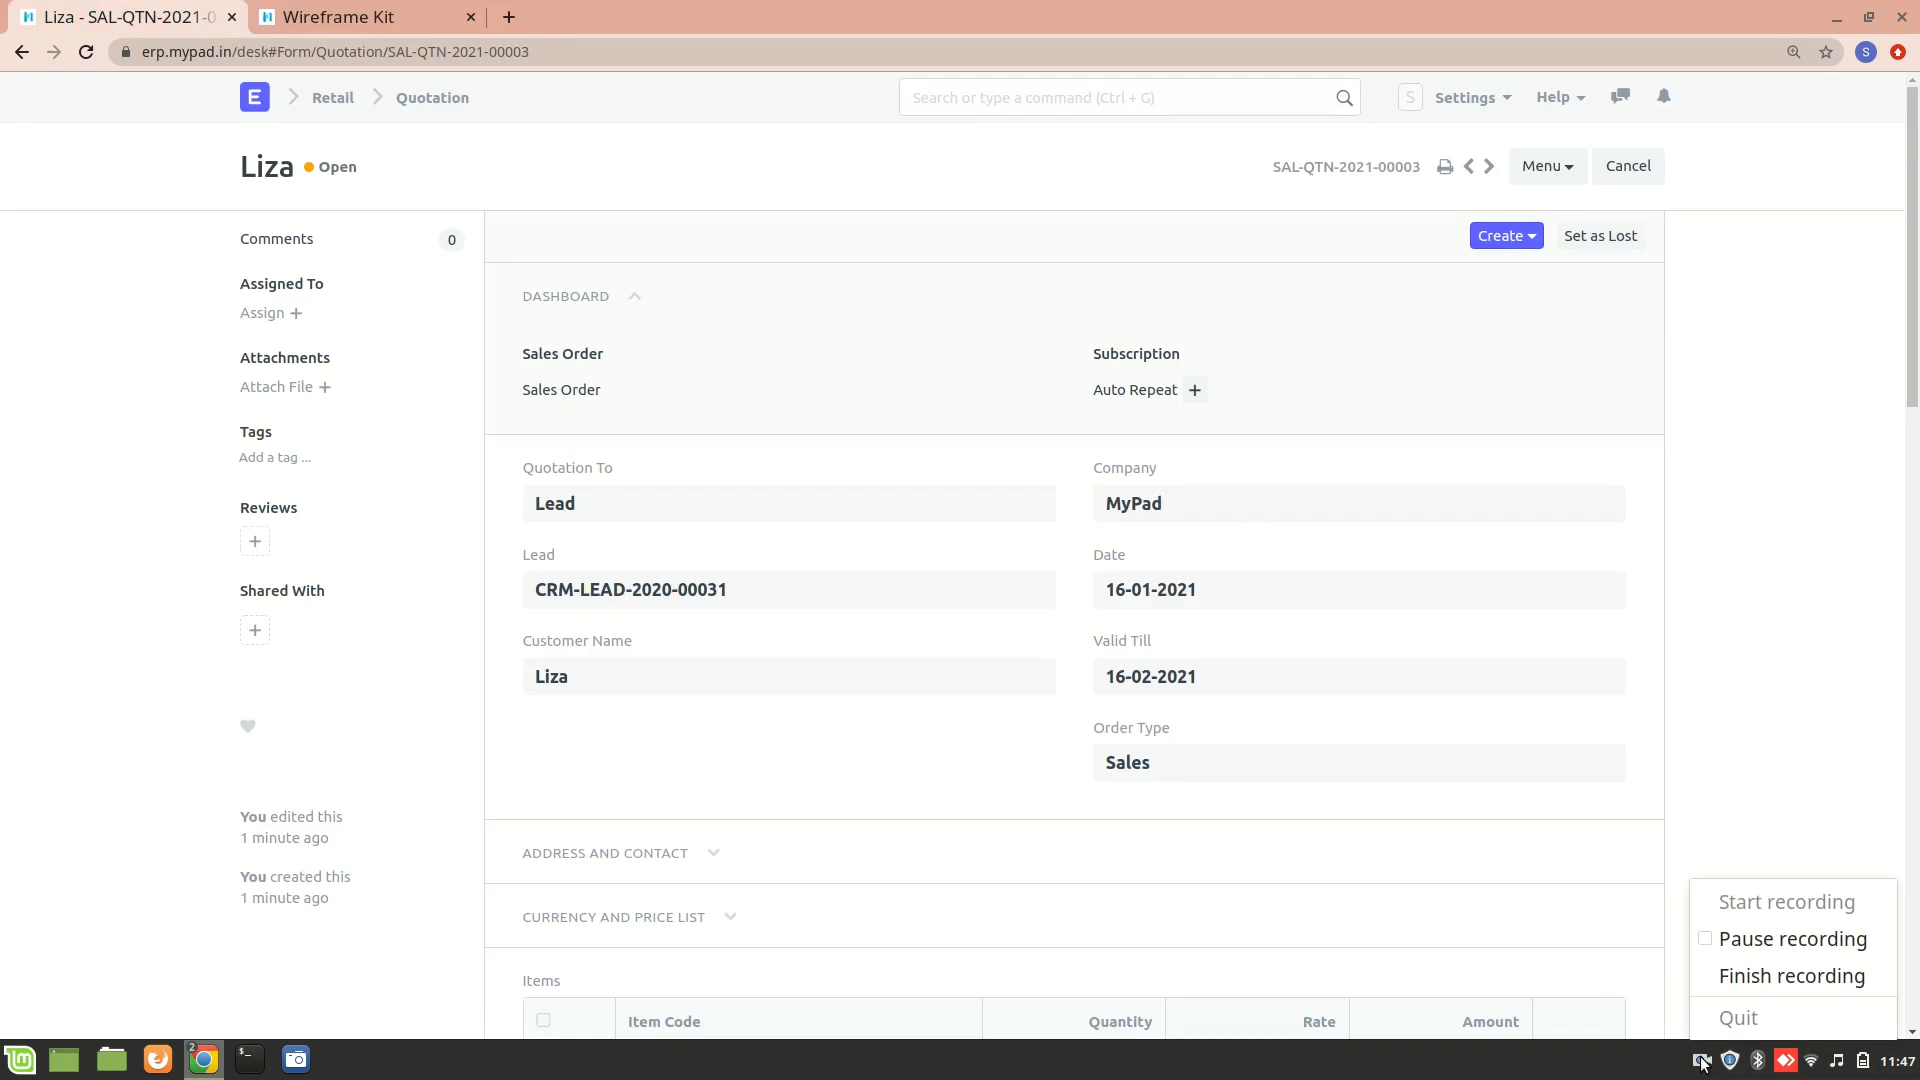 Liza - SAL-QTN-2021-0
Wireframe Kit
erp.mypad.in/desk#Form/Quotation/SAL-QTN-2021-00003
S
E
Retail
Quotation
Search or type a command (Ctrl + G)
S
Settings
Help
Liza
Open
SAL-QTN-2021-00003
Menu
Cancel
Comments
0
Create
Set as Lost
Assigned To
Assign +
Attachments
Attach File +
Tags
Add a tag ...
Reviews
+
Shared With
+
You edited this
1 minute ago
You created this
1 minute ago
DASHBOARD
Sales Order
Subscription
Sales Order
Auto Repeat +
Quotation To
Company
Lead
MyPad
Lead
Date
CRM-LEAD-2020-00031
16-01-2021
Customer Name
Valid Till
Liza
16-02-2021
Order Type
Sales
ADDRESS AND CONTACT
CURRENCY AND PRICE LIST
Items
Item Code
Quantity
Rate
Amount
Start recording
Pause recording
Finish recording
Quit
2
11:47